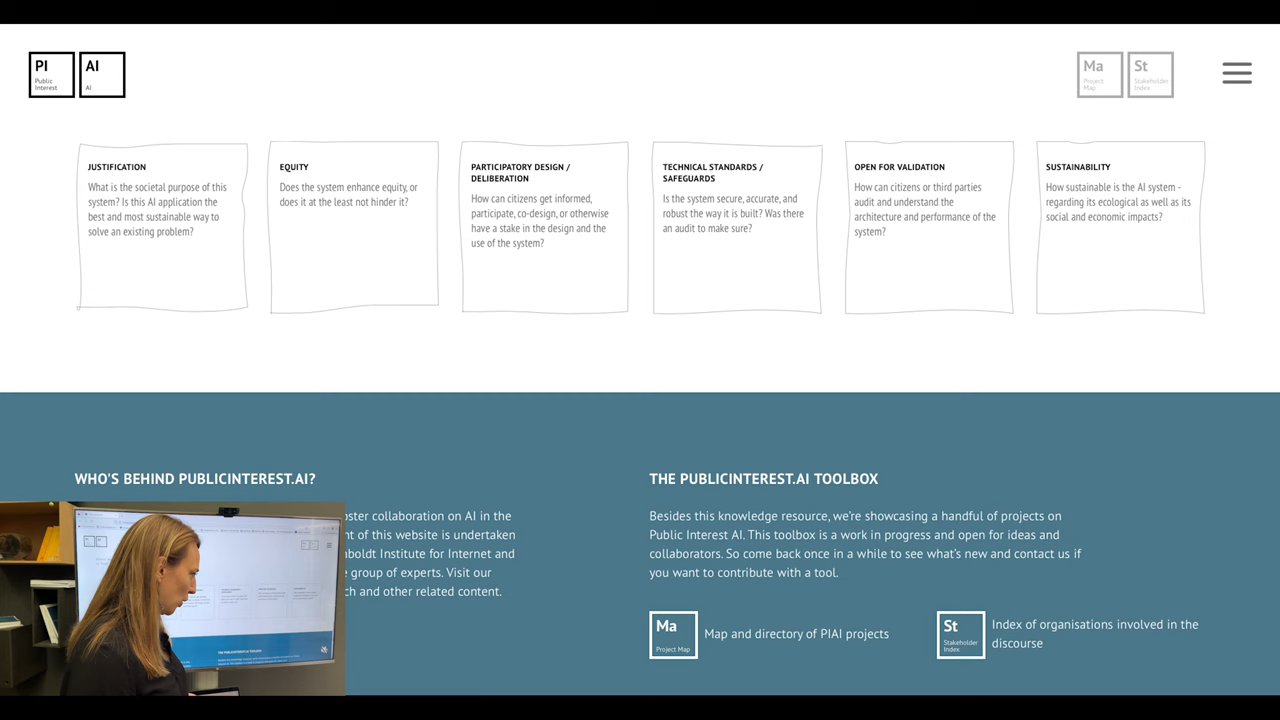 PI
Public
Interest
AI
AI
Ma
Project
Map
St
Stakeholder
Index
JUSTIFICATION
What is the societal purpose of this
system? Is this AI application the
best and most sustainable way to
solve an existing problem?
EQUITY
Does the system enhance equity, or
does it at the least not hinder it?
PARTICIPATORY DESIGN /
DELIBERATION
How can citizens get informed,
participate, co-design, or otherwise
have a stake in the design and the
use of the system?
TECHNICAL STANDARDS /
SAFEGUARDS
Is the system secure, accurate, and
robust the way it is built? Was there
an audit to make sure?
OPEN FOR VALIDATION
How can citizens or third parties
audit and understand the
architecture and performance of the
system?
SUSTAINABILITY
How sustainable is the AI system -
regarding its ecological as well as its
social and economic impacts?
WHO'S BEHIND PUBLICINTEREST.AI?
oster collaboration on AI in the
nt of this website is undertaken
boldt Institute for Internet and
e group of experts. Visit our
ch and other related content.
THE PUBLICINTEREST.AI TOOLBOX
Besides this knowledge resource, we're showcasing a handful of projects on
Public Interest AI. This toolbox is a work in progress and open for ideas and
collaborators. So come back once in a while to see what's new and contact us if
you want to contribute with a tool.
Ma
Project Map
Map and directory of PIAI projects
St
Stakeholder
Index
Index of organisations involved in the
discourse